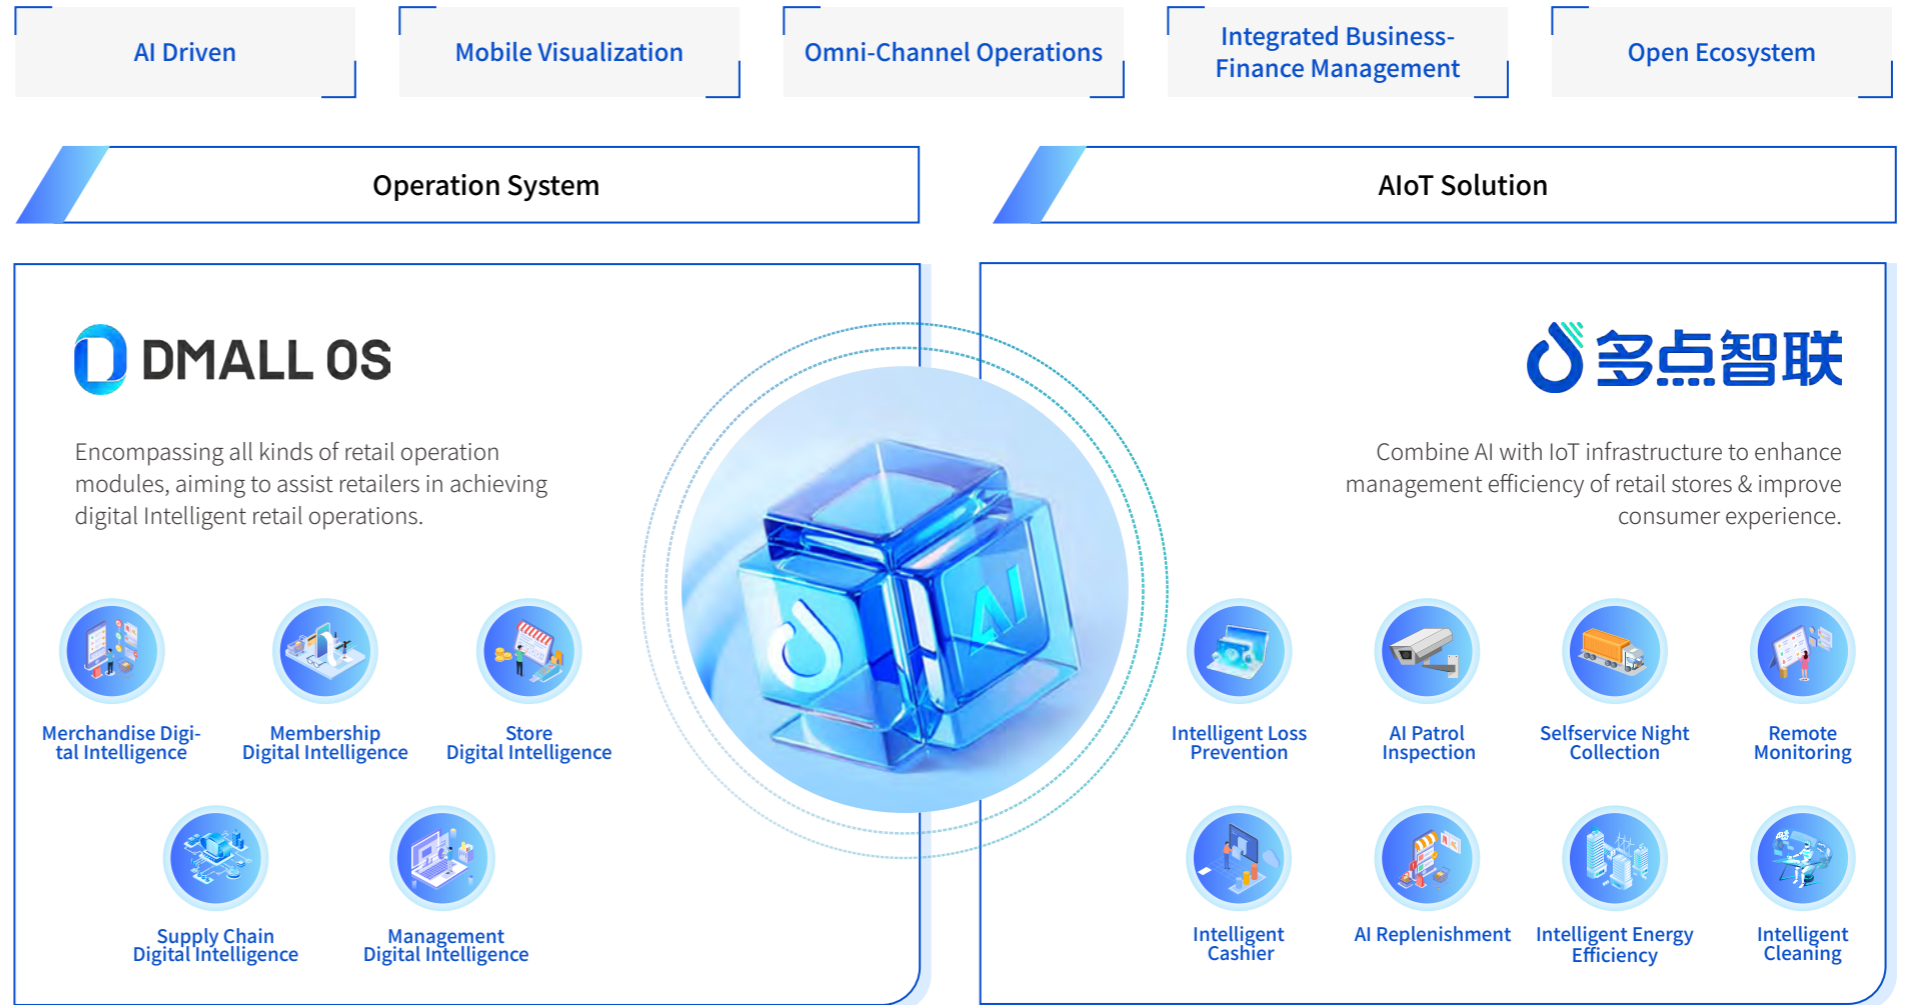 AI Driven
Mobile Visualization
Omni-Channel Operations
Integrated Business-
Finance Management
Open Ecosystem
Operation System
AIoT Solution
DMALL OS
Encompassing all kinds of retail operation
modules, aiming to assist retailers in achieving
digital Intelligent retail operations.
Merchandise Digi-
tal Intelligence
Membership
Digital Intelligence
Store
Digital Intelligence
Supply Chain
Digital Intelligence
Management
Digital Intelligence
AI
多点智联
Combine AI with IoT infrastructure to enhance
management efficiency of retail stores & improve
consumer experience.
Intelligent Loss
Prevention
AI Patrol
Inspection
Selfservice Night
Collection
Remote
Monitoring
Intelligent
Cashier
AI Replenishment
Intelligent Energy
Efficiency
Intelligent
Cleaning